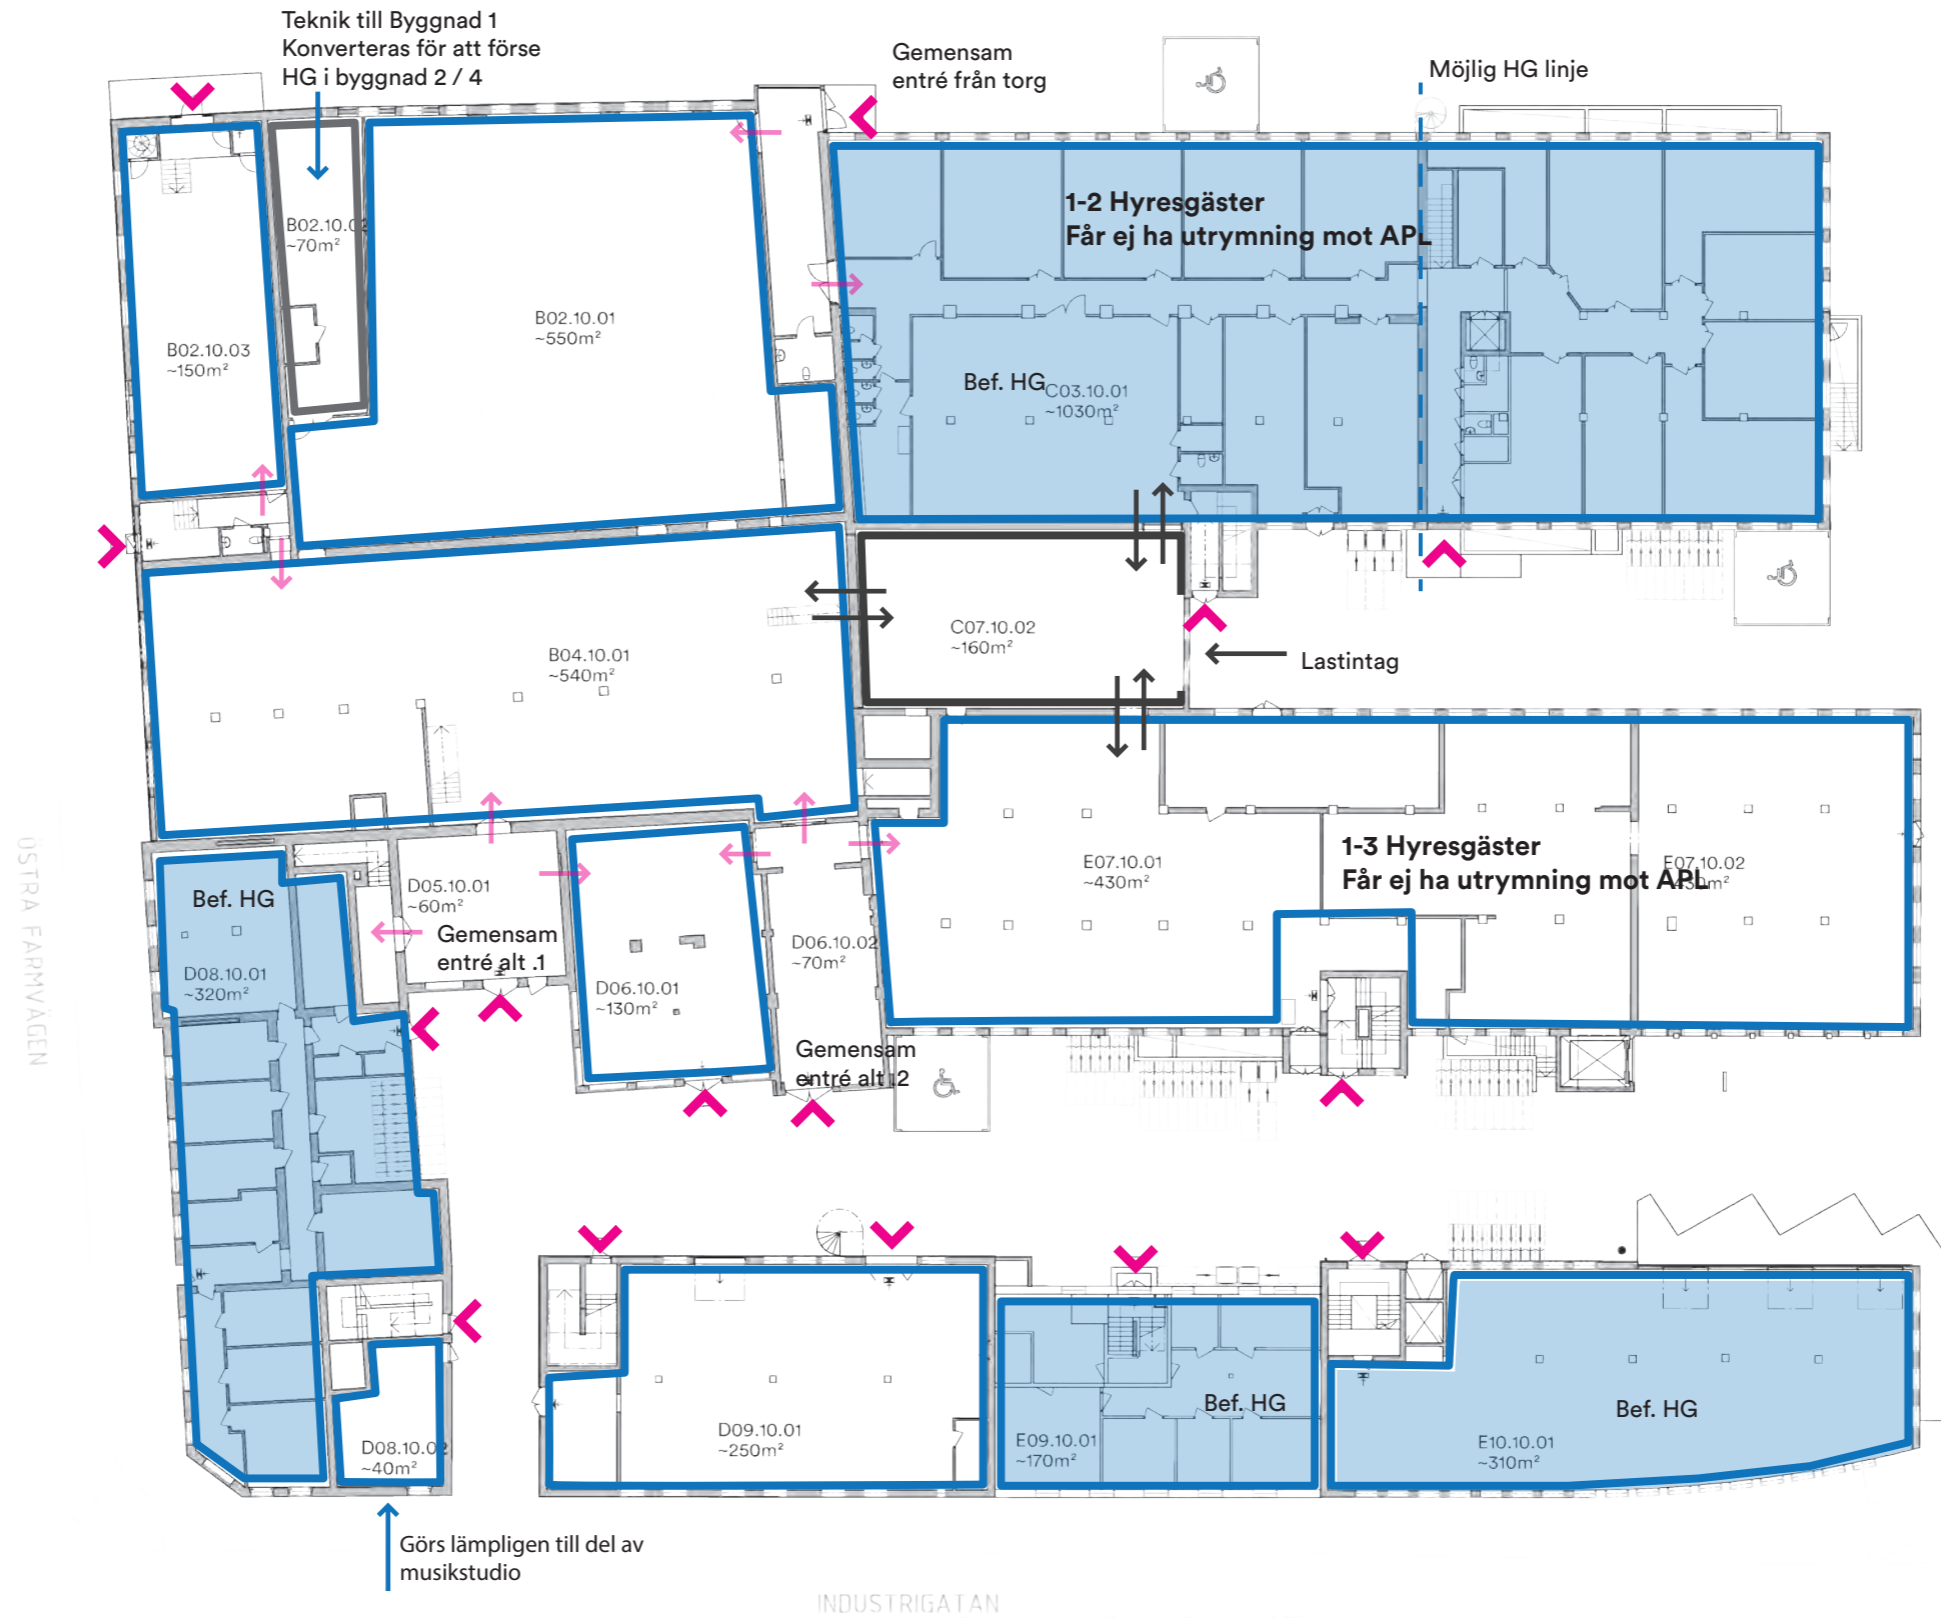 Teknik till Byggnad 1
Konverteras för att förse
HG i byggnad 2 / 4
Gemensam
entré från torg
Möjlig HG linje
1-2 Hyresgäster
Får ej ha utrymning mot APL
B02.10.0
~70m²
B02.10.01
~550m²
B02.10.03
~150m²
Bef. HG
C03.10.01
~1030m²
C07.10.02
~160m²
Lastintag
B04.10.01
~540m²
1-3 Hyresgäster
Får ej ha utrymning mot APL
E07.10.01
~430m²
E07.10.02
~430m²
Bef. HG
D05.10.01
~60m²
Gemensam
entré alt .1
D06.10.02
~70m²
D08.10.01
~320m²
D06.10.01
~130m²
Gemensam
entré alt .2
ÖSTRA FARMVÄGEN
Bef. HG
Bef. HG
D09.10.01
~250m²
E09.10.01
~170m²
E10.10.01
~310m²
D08.10.02
~40m²
Görs lämpligen till del av
musikstudio
INDUSTRIGATAN